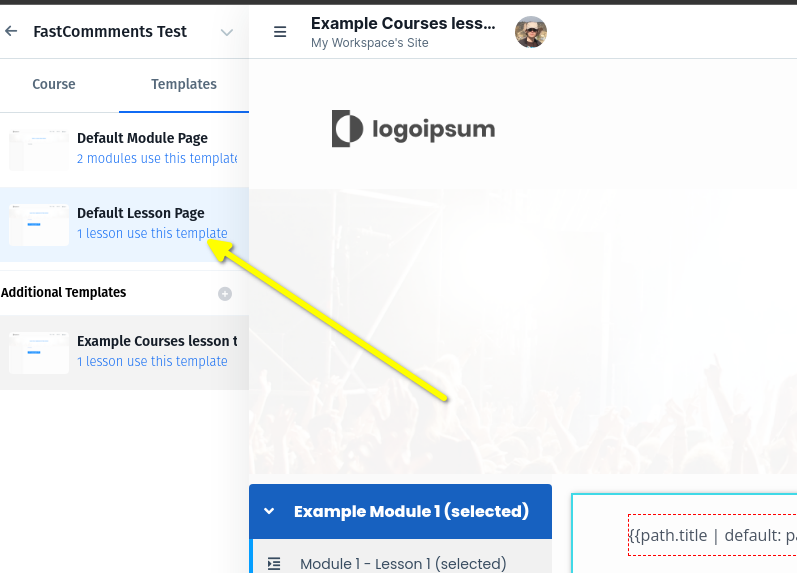 FastCommments Test
Example Courses less...
My Workspace's Site
Course
Templates
Default Module Page
2 modules use this template
logoipsum
Default Lesson Page
1 lesson use this template
Additional Templates
Example Courses lesson t
1 lesson use this template
Example Module 1 (selected)
{{path.title | default: pa
Module 1 - Lesson 1 (selected)